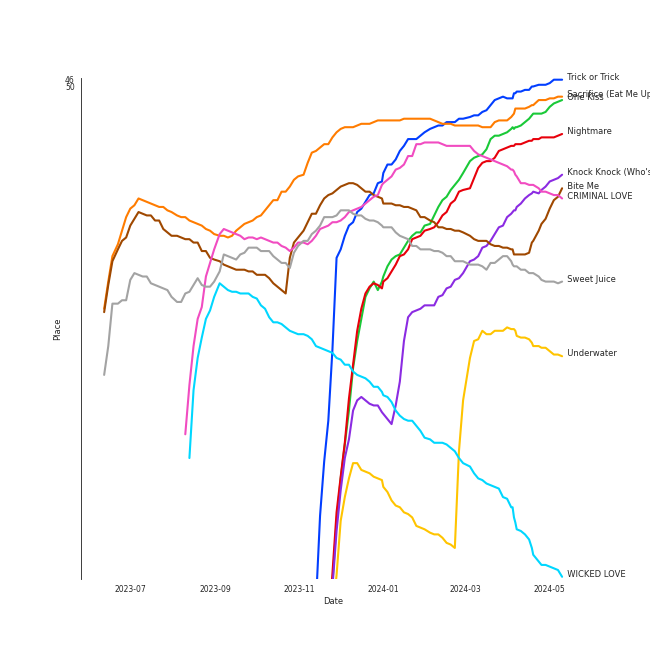 46
50
Trick or Trick
Sacrifice (Eat Me Up
One Kiss
Nightmare
Knock Knock (Who's
Bite Me
CRIMINAL LOVE
Sweet Juice
Underwater
WICKED LOVE
Place
2023-07 2023-09 2023-11 2024-01 2024-03 2024-05
Date